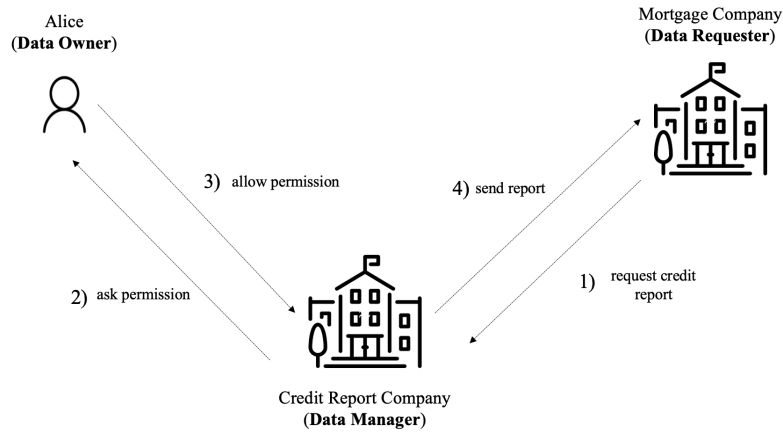 Alice
(Data Owner)
Mortgage Company
(Data Requester)
3) allow permission
4) send report
2) ask permission
1) request credit
report
Credit Report Company
(Data Manager)